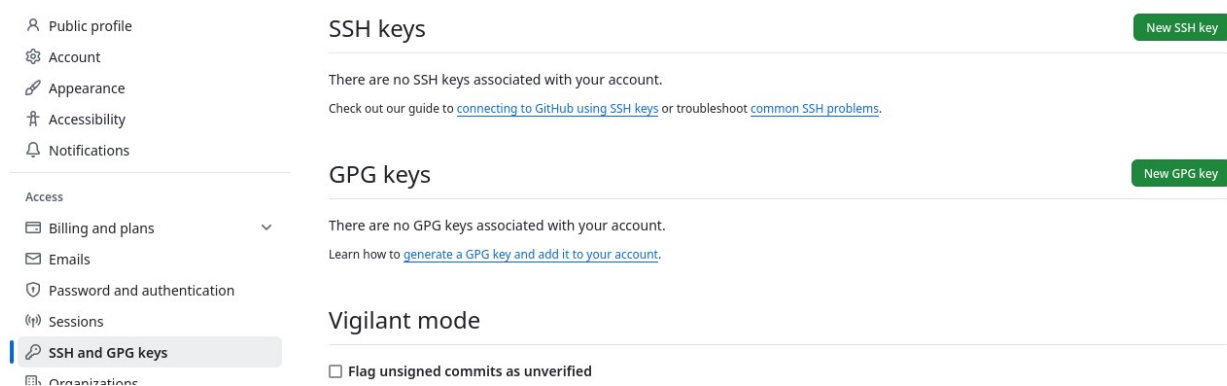 Public profile
Account
Appearance
Accessibility
Notifications
Access
Billing and plans
Emails
Password and authentication
Sessions
SSH and GPG keys
Organizations
SSH keys
New SSH key
There are no SSH keys associated with your account.
Check out our guide to connecting to GitHub using SSH keys or troubleshoot common SSH problems.
GPG keys
New GPG key
There are no GPG keys associated with your account.
Learn how to generate a GPG key and add it to your account.
Vigilant mode
Flag unsigned commits as unverified